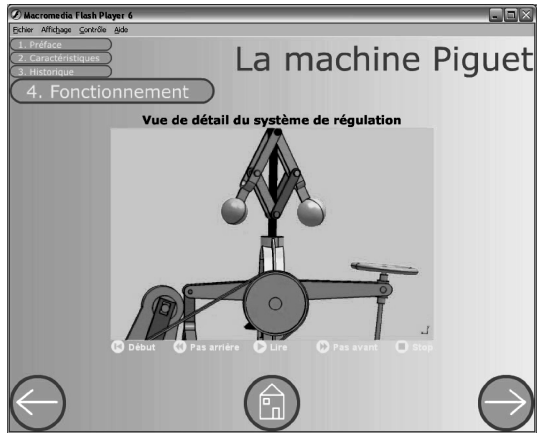 Macromedia Flash Player 6
Fichier Affichage Contrôle Aide
1. Préface
2. Caractéristiques
3. Historique
4. Fonctionnement
La machine Piguet
Vue de détail du système de régulation
Début Pas arriére Lire Pas avant Stop